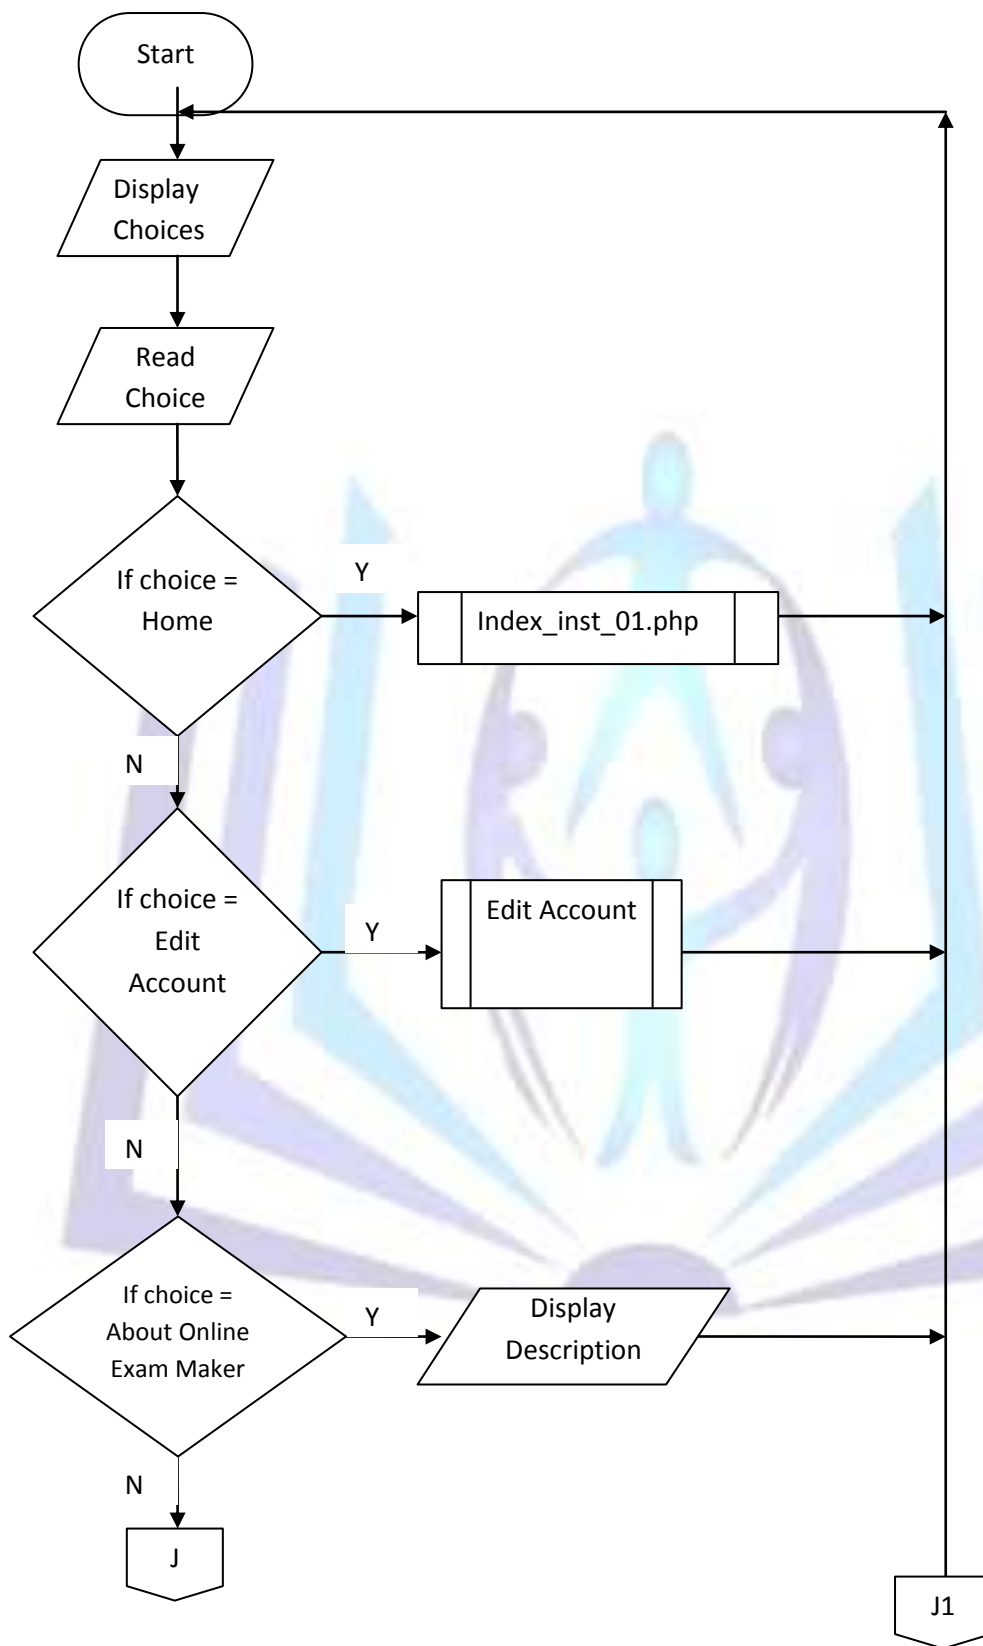 Start
Display
Choices
Read
Choice
If choice =
Home
Y
Index_inst_01.php
N
If choice =
Edit
Account
Y
Edit Account
N
If choice =
About Online
Exam Maker
Y
Display
Description
N
J
J1